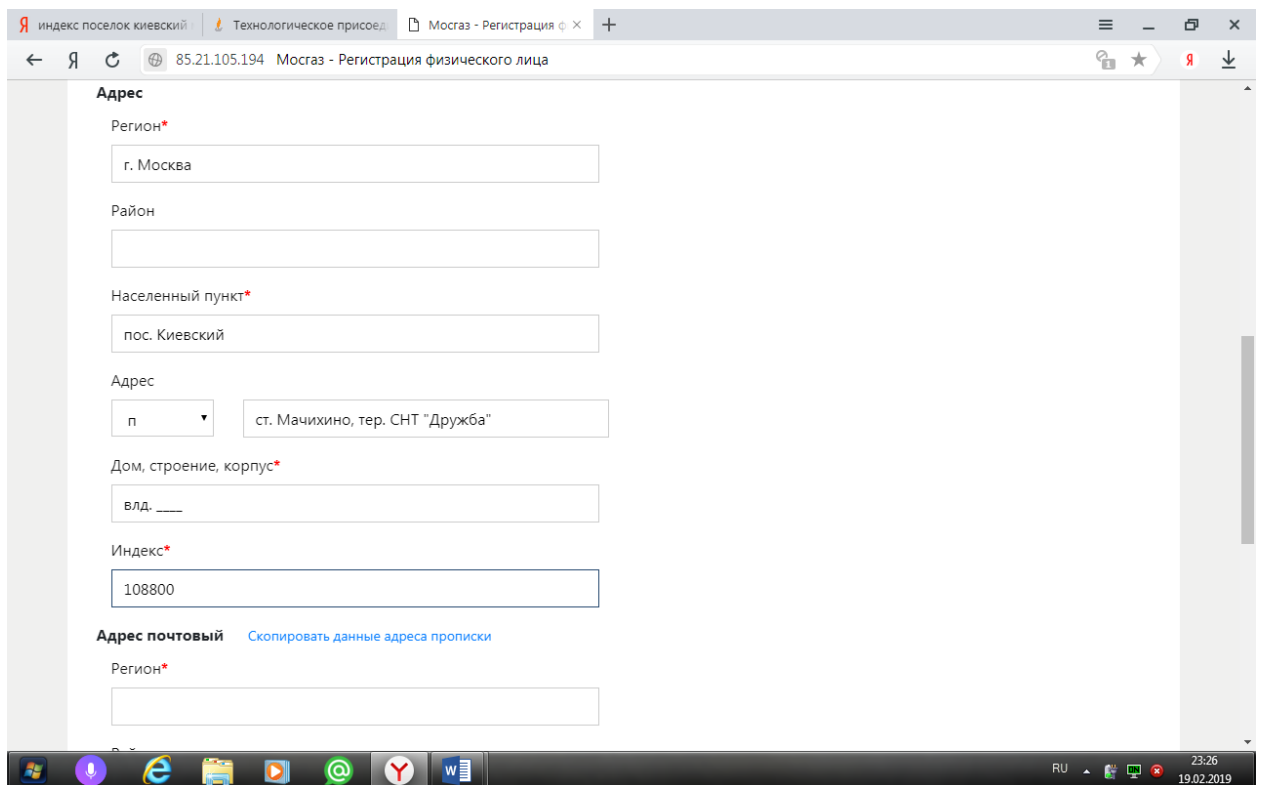 Я индекс поселок киевский
Технологическое присоед
Мосгаз - Регистрация ф
Я
85.21.105.194 Мосгаз - Регистрация физического лица
Я
Адрес
Регион*
г. Москва
Район
Населенный пункт*
пос. Киевский
Адрес
п
ст. Мачихино, тер. СНТ "Дружба"
Дом, строение, корпус*
влд. ____
Индекс*
108800
Адрес почтовый Скопировать данные адреса прописки
Регион*
RU
23:26
19.02.2019